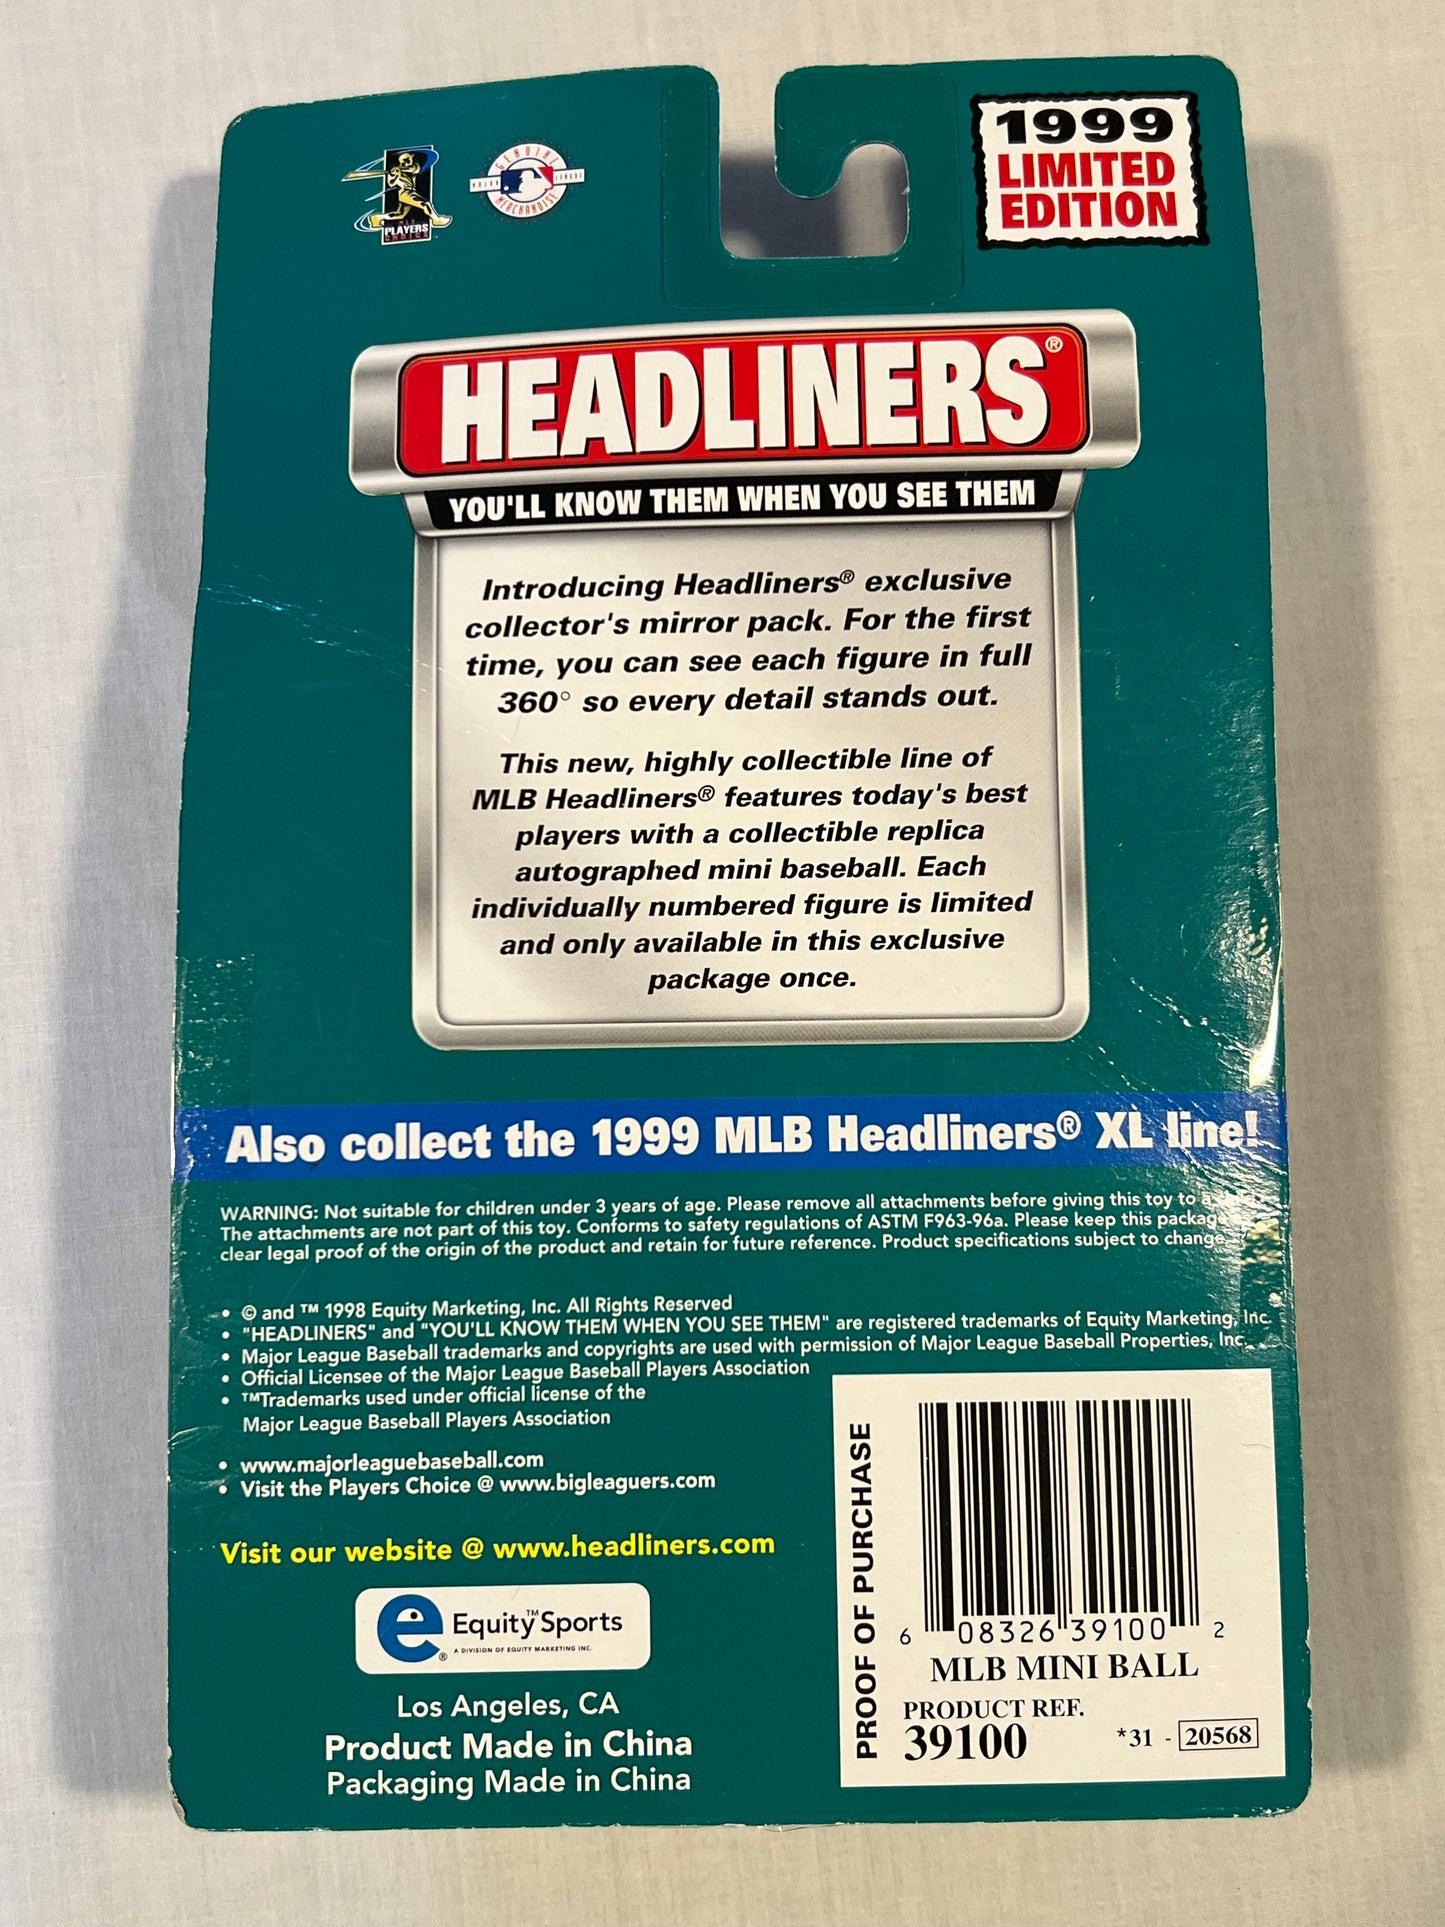 GENUINE
MAJOR LEAGUE
MERCHANDISE
PLAYERS
CHOICE
1999
LIMITED
EDITION
HEADLINERS®
YOU'LL KNOW THEM WHEN YOU SEE THEM
Introducing Headliners® exclusive
collector's mirror pack. For the first
time, you can see each figure in full
360° so every detail stands out.
This new, highly collectible line of
MLB Headliners® features today's best
players with a collectible replica
autographed mini baseball. Each
individually numbered figure is limited
and only available in this exclusive
package once.
Also collect the 1999 MLB Headliners® XL line!
WARNING: Not suitable for children under 3 years of age. Please remove all attachments before giving this toy to a
The attachments are not part of this toy. Conforms to safety regulations of ASTM F963-96a. Please keep this package
clear legal proof of the origin of the product and retain for future reference. Product specifications subject to change.
• © and ™ 1998 Equity Marketing, Inc. All Rights Reserved
• "HEADLINERS" and "YOU'LL KNOW THEM WHEN YOU SEE THEM" are registered trademarks of Equity Marketing, Inc.
• Major League Baseball trademarks and copyrights are used with permission of Major League Baseball Properties, Inc.
• Official Licensee of the Major League Baseball Players Association
• ™Trademarks used under official license of the
Major League Baseball Players Association
• www.majorleaguebaseball.com
• Visit the Players Choice @ www.bigleaguers.com
Visit our website @ www.headliners.com
e® Equity™ Sports
A DIVISION OF EQUITY MARKETING INC.
Los Angeles, CA
Product Made in China
Packaging Made in China
PROOF OF PURCHASE
6 08326 39100 2
MLB MINI BALL
PRODUCT REF.
39100 *31 - 20568